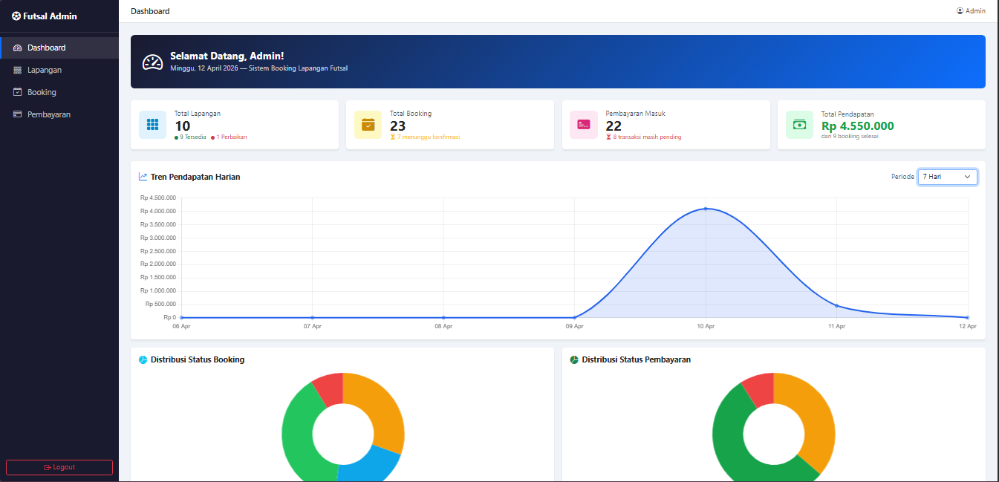 Futsal Admin
Dashboard
Lapangan
Booking
Pembayaran
Logout
Dashboard
Admin
Selamat Datang, Admin!
Minggu, 12 April 2026 — Sistem Booking Lapangan Futsal
Total Lapangan
10
9 Tersedia 1 Perbaikan
Total Booking
23
7 menunggu konfirmasi
Pembayaran Masuk
22
8 transaksi masih pending
Total Pendapatan
Rp 4.550.000
dari 9 booking selesai
Tren Pendapatan Harian
Periode 7 Hari
Rp 4.500.000
Rp 4.000.000
Rp 3.500.000
Rp 3.000.000
Rp 2.500.000
Rp 2.000.000
Rp 1.500.000
Rp 1.000.000
Rp 500.000
Rp 0
06 Apr 07 Apr 08 Apr 09 Apr 10 Apr 11 Apr 12 Apr
Distribusi Status Booking
Distribusi Status Pembayaran